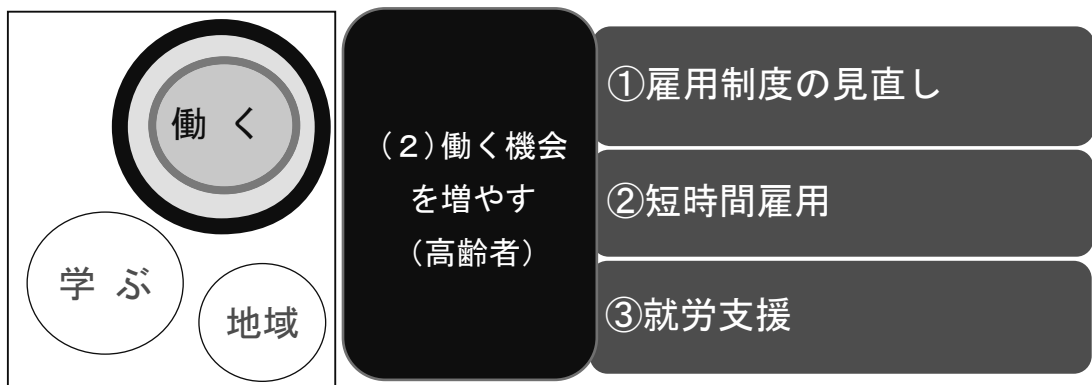 働 く
学 ぶ
地域
(2)働く機会
を増やす
(高齢者)
①雇用制度の見直し
②短時間雇用
③就労支援